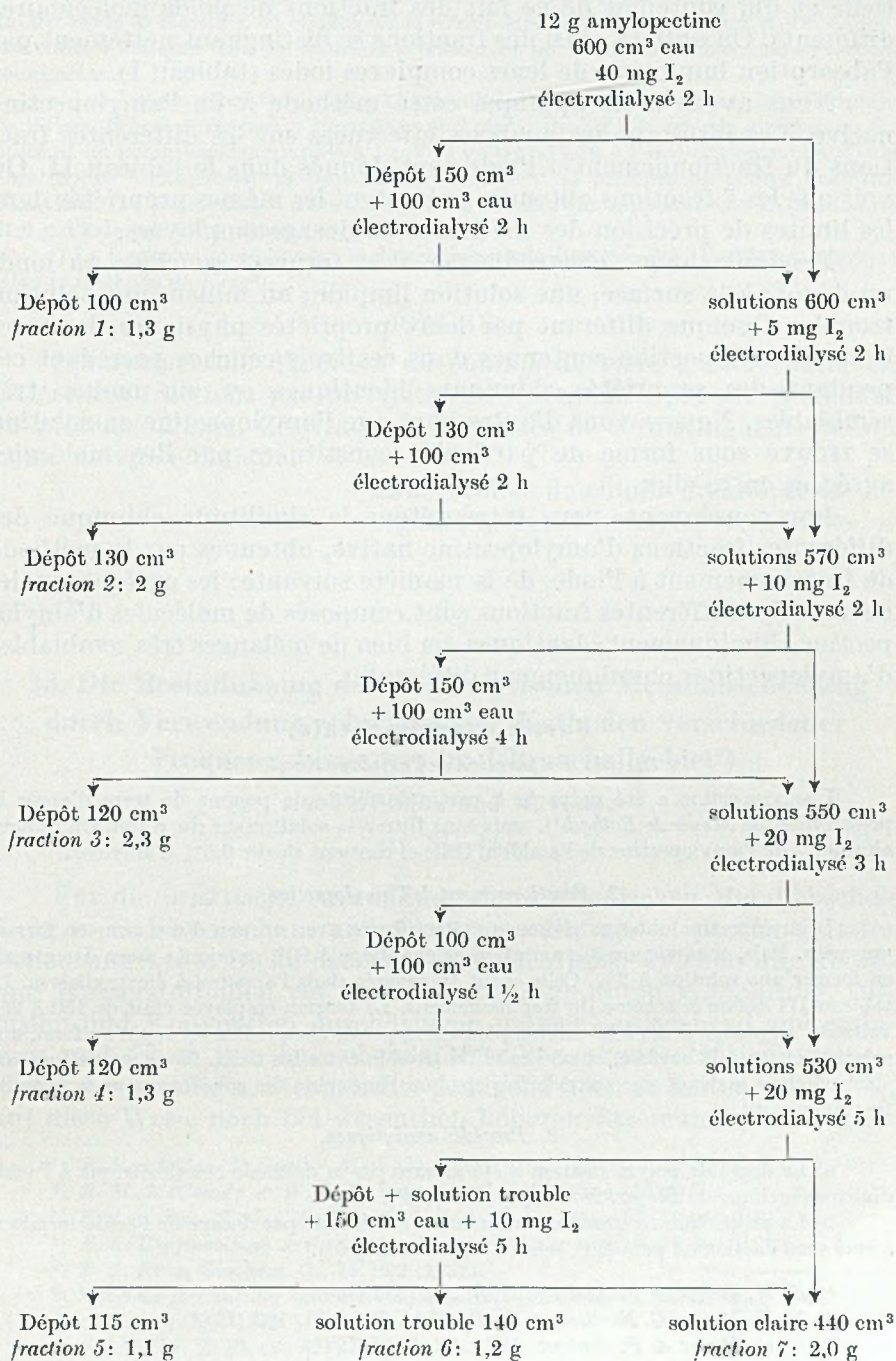 12 g amylopectine
600 cm³ eau
40 mg I₂
électrodialysé 2 h
Dépôt 150 cm³
+ 100 cm³ eau
électrodialysé 2 h
Dépôt 100 cm³
fraction 1: 1,3 g
solutions 600 cm³
+ 5 mg I₂
électrodialysé 2 h
Dépôt 130 cm³
+ 100 cm³
électrodialysé 2 h
Dépôt 130 cm³
fraction 2: 2 g
solutions 570 cm³
+ 10 mg I₂
électrodialysé 2 h
Dépôt 150 cm³
+ 100 cm³ eau
électrodialysé 4 h
Dépôt 120 cm³
fraction 3: 2,3 g
solutions 550 cm³
+ 20 mg I₂
électrodialysé 3 h
Dépôt 100 cm³
+ 100 cm³ eau
électrodialysé 1 ½ h
Dépôt 120 cm³
fraction 4: 1,3 g
solutions 530 cm³
+ 20 mg I₂
électrodialysé 5 h
Dépôt + solution trouble
+ 150 cm³ eau + 10 mg I₂
électrodialysé 5 h
Dépôt 115 cm³
fraction 5: 1,1 g
solution trouble 140 cm³
fraction 6: 1,2 g
solution claire 440 cm³
fraction 7: 2,0 g